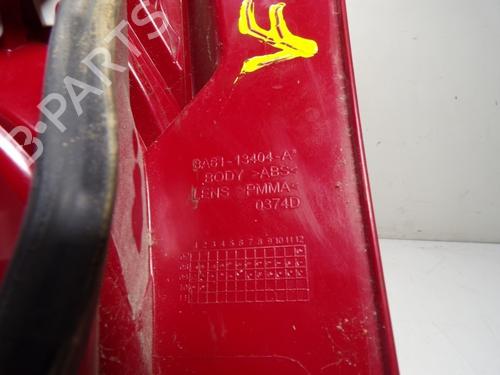 8A61-13404-A
BODY >ABS<
LENS >PMMA<
0374D
1 2 3 4 5 6 7 8 9 10 11 12